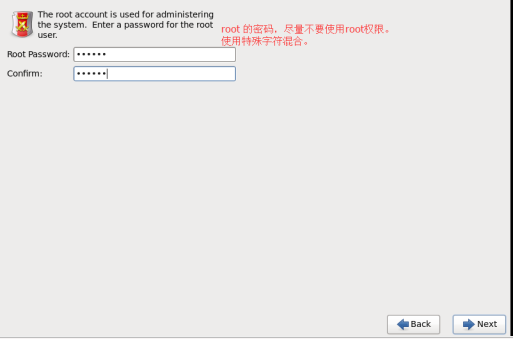 The root account is used for administering
the system.  Enter a password for the root
user.
root 的密码，尽量不要使用root权限。
使用特殊字符混合。
Root Password: ••••••
Confirm: ••••••
Back
Next